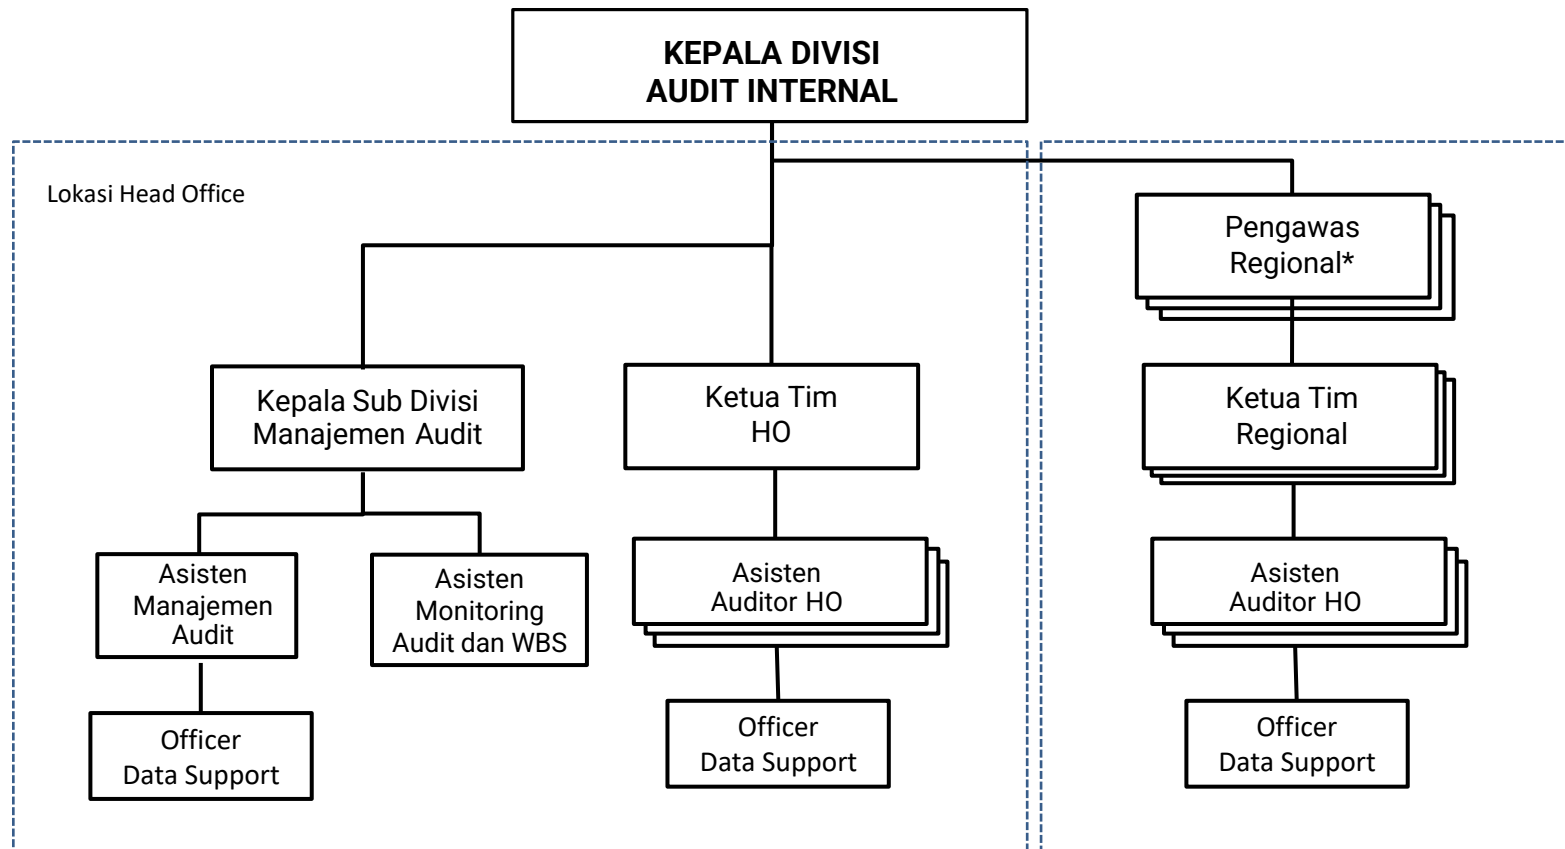 KEPALA DIVISI
AUDIT INTERNAL
Lokasi Head Office
Pengawas
Regional*
Kepala Sub Divisi
Manajemen Audit
Ketua Tim
HO
Ketua Tim
Regional
Asisten
Manajemen
Audit
Asisten
Monitoring
Audit dan WBS
Asisten
Auditor HO
Asisten
Auditor HO
Officer
Data Support
Officer
Data Support
Officer
Data Support